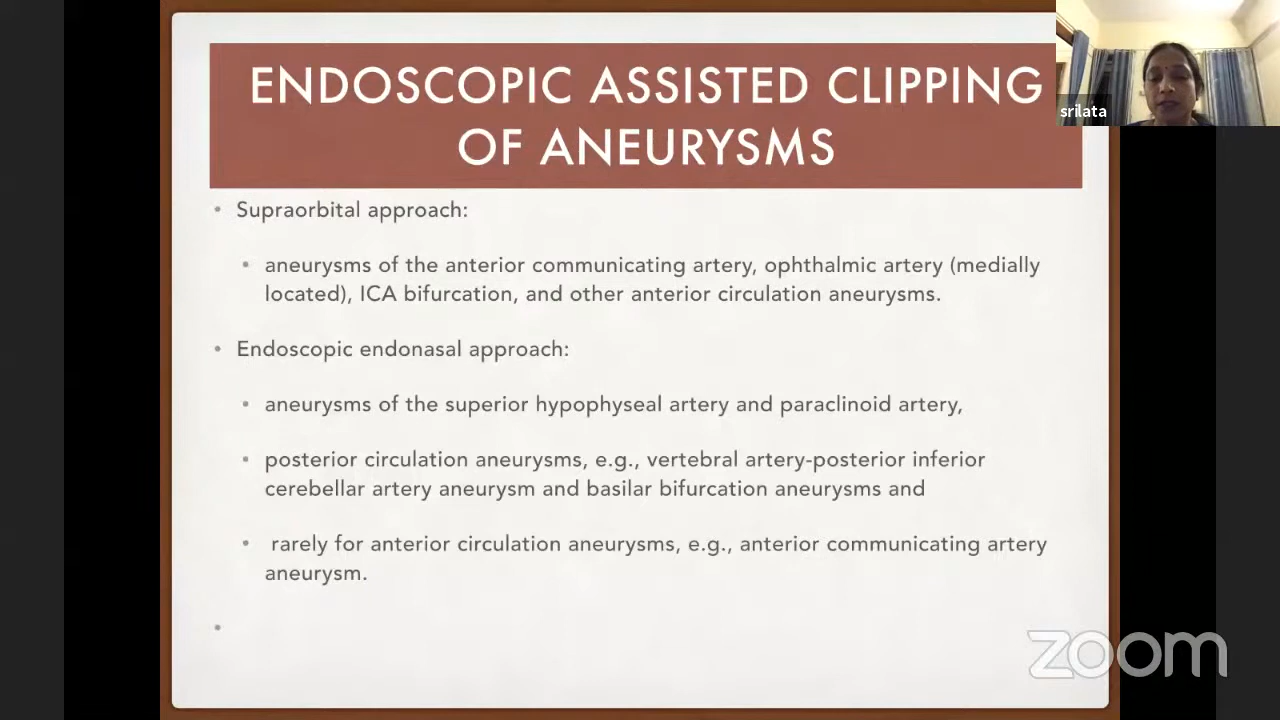 ENDOSCOPIC ASSISTED CLIPPING
OF ANEURYSMS
srilata
• Supraorbital approach:
• aneurysms of the anterior communicating artery, ophthalmic artery (medially
located), ICA bifurcation, and other anterior circulation aneurysms.
• Endoscopic endonasal approach:
• aneurysms of the superior hypophyseal artery and paraclinoid artery,
• posterior circulation aneurysms, e.g., vertebral artery-posterior inferior
cerebellar artery aneurysm and basilar bifurcation aneurysms and
• rarely for anterior circulation aneurysms, e.g., anterior communicating artery
aneurysm.
•
zoom